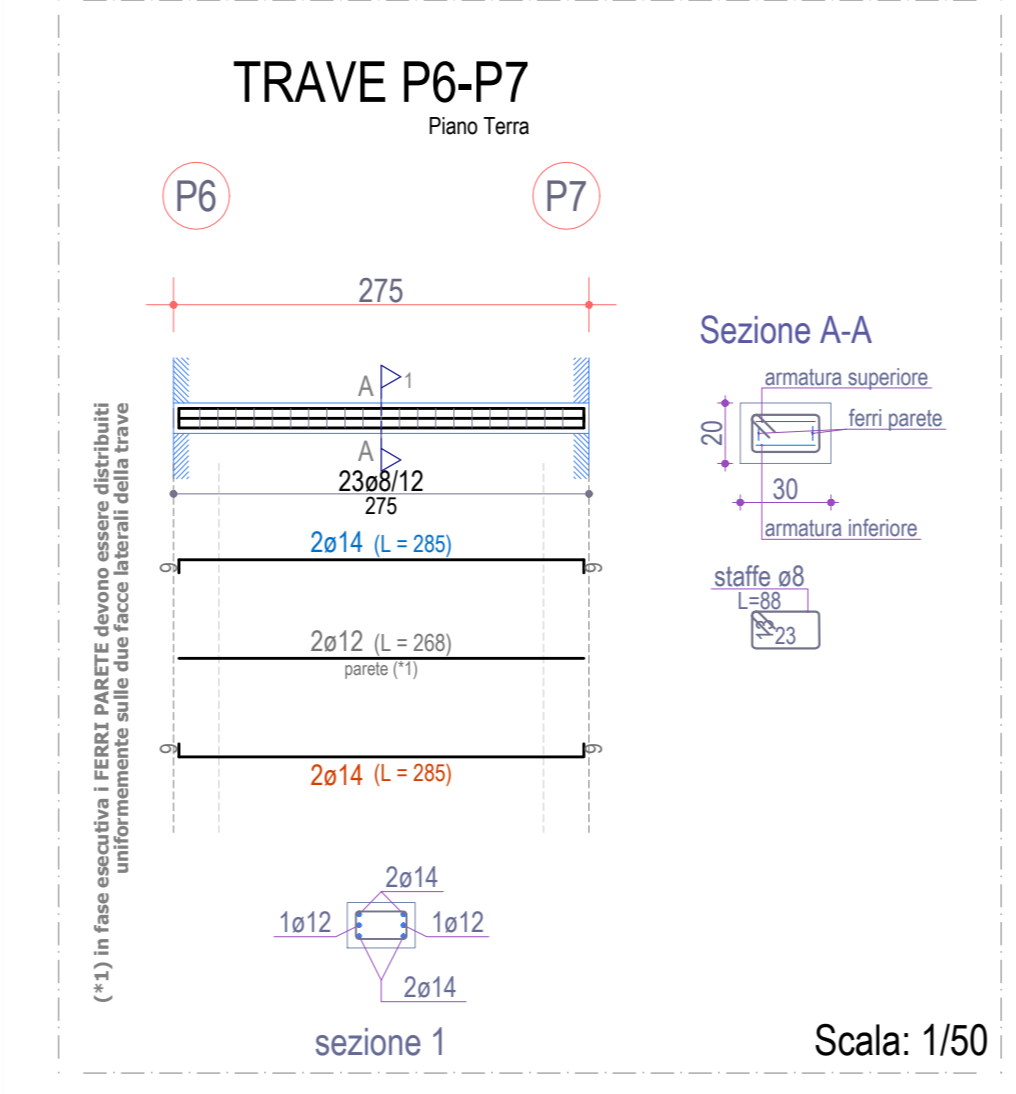 TRAVE P6-P7
Piano Terra
P6
P7
275
A
1
A
23ø8/12
275
2ø14 (L = 285)
9
9
2ø12 (L = 268)
parete (*1)
9
9
2ø14 (L = 285)
(*1) in fase esecutiva i FERRI PARETE devono essere distribuiti
uniformemente sulle due facce laterali della trave
Sezione A-A
armatura superiore
ferri parete
20
30
armatura inferiore
staffe ø8
L=88
13
23
2ø14
1ø12
1ø12
2ø14
sezione 1
Scala: 1/50